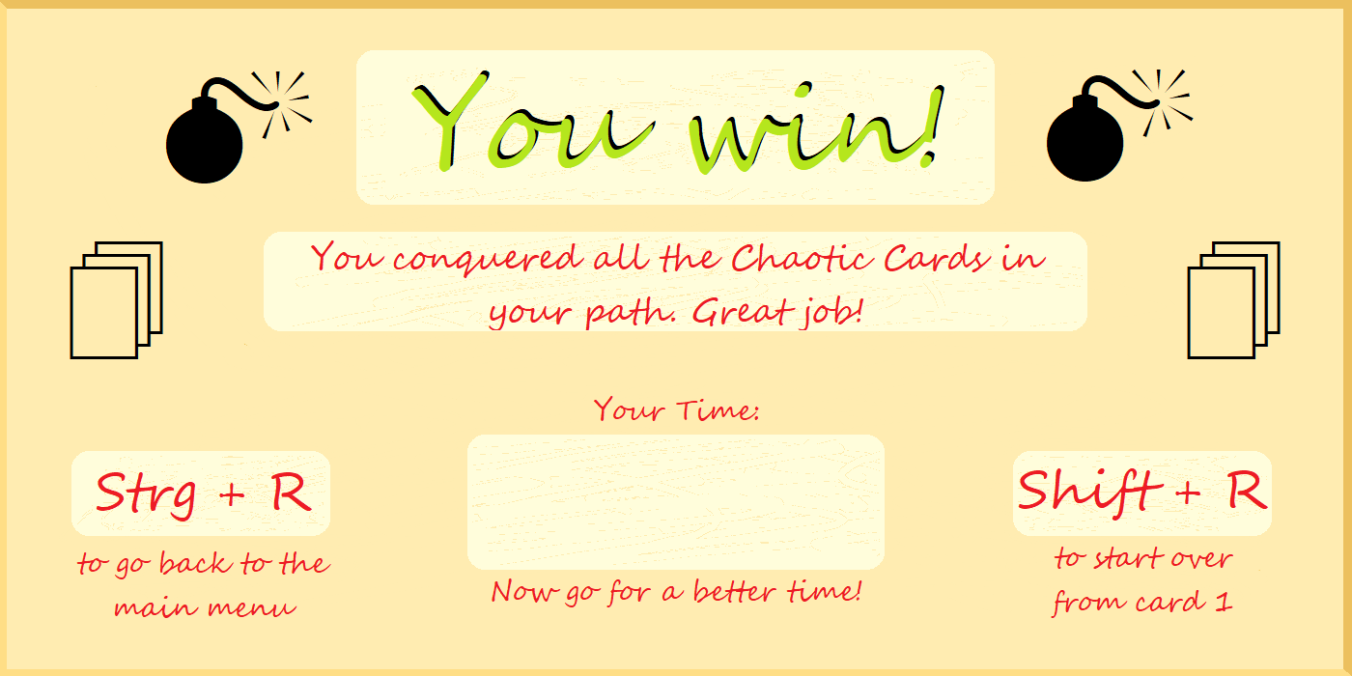 You win!
You conquered all the Chaotic Cards in
your path. Great job!
Your Time:
Strg + R
to go back to the
main menu
Now go for a better time!
Shift + R
to start over
from card 1